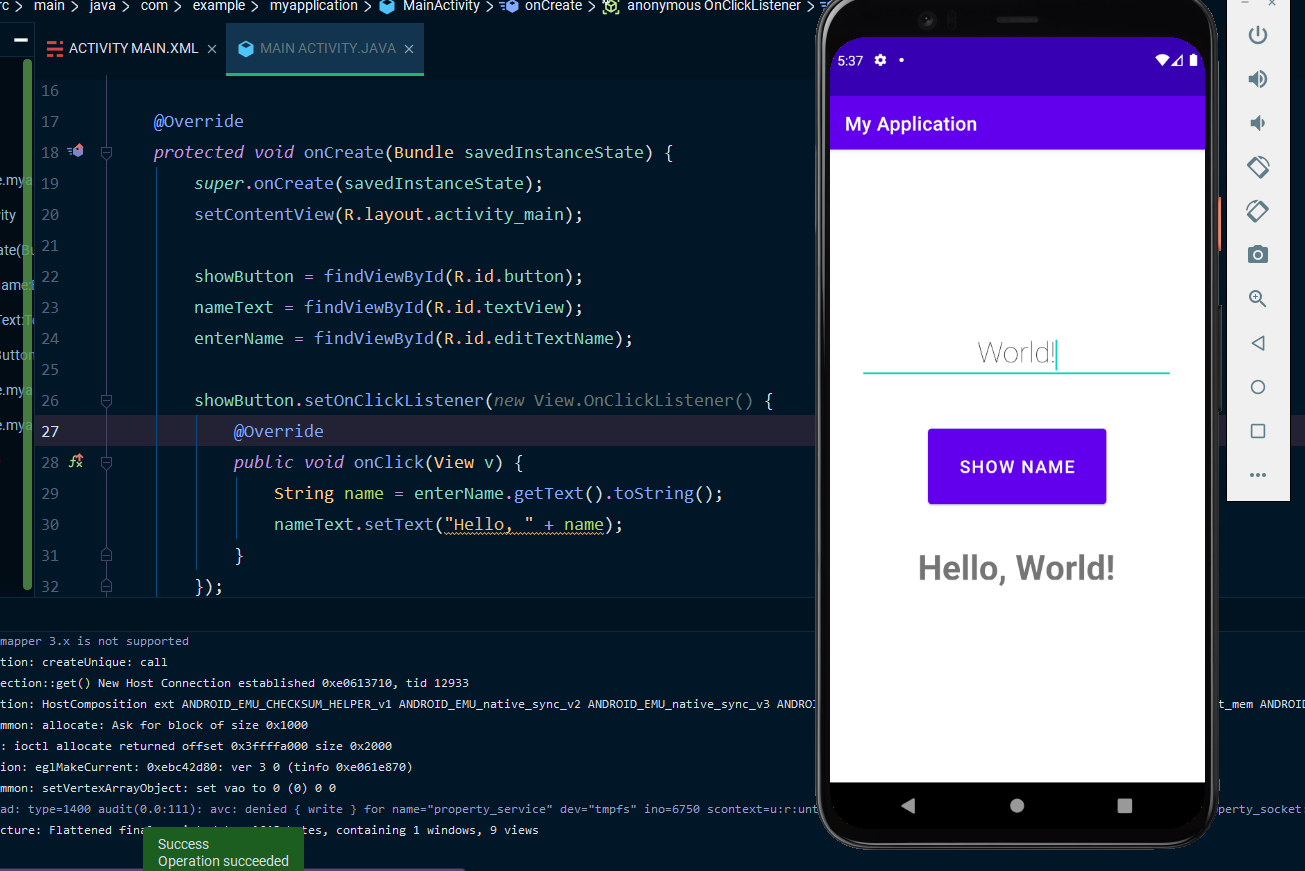 rc > main > java > com > example > myapplication > MainActivity > onCreate > anonymous OnClickListener >
ACTIVITY MAIN.XML ×
MAIN ACTIVITY.JAVA ×
16
17 @Override
18 protected void onCreate(Bundle savedInstanceState) {
19 super.onCreate(savedInstanceState);
20 setContentView(R.layout.activity_main);
21
22 showButton = findViewById(R.id.button);
23 nameText = findViewById(R.id.textView);
24 enterName = findViewById(R.id.editTextName);
25
26 showButton.setOnClickListener(new View.OnClickListener() {
27 @Override
28 public void onClick(View v) {
29 String name = enterName.getText().toString();
30 nameText.setText("Hello, " + name);
31 }
32 });
e.mya
ity
ate(Bu
ame:
Text:Te
Button
e.mya
e.mya
5:37
My Application
World!
SHOW NAME
Hello, World!
mapper 3.x is not supported
tion: createUnique: call
ection::get() New Host Connection established 0xe0613710, tid 12933
tion: HostComposition ext ANDROID_EMU_CHECKSUM_HELPER_v1 ANDROID_EMU_native_sync_v2 ANDROID_EMU_native_sync_v3 ANDRO t_mem ANDROI
mmon: allocate: Ask for block of size 0x1000
: ioctl allocate returned offset 0x3ffffa000 size 0x2000
ion: eglMakeCurrent: 0xebc42d80: ver 3 0 (tinfo 0xe061e870)
mmon: setVertexArrayObject: set vao to 0 (0) 0 0
ad: type=1400 audit(0.0:111): avc: denied { write } for name="property_service" dev="tmpfs" ino=6750 scontext=u:r:unt perty_socket:
cture: Flattened fina tes, containing 1 windows, 9 views
Success
Operation succeeded